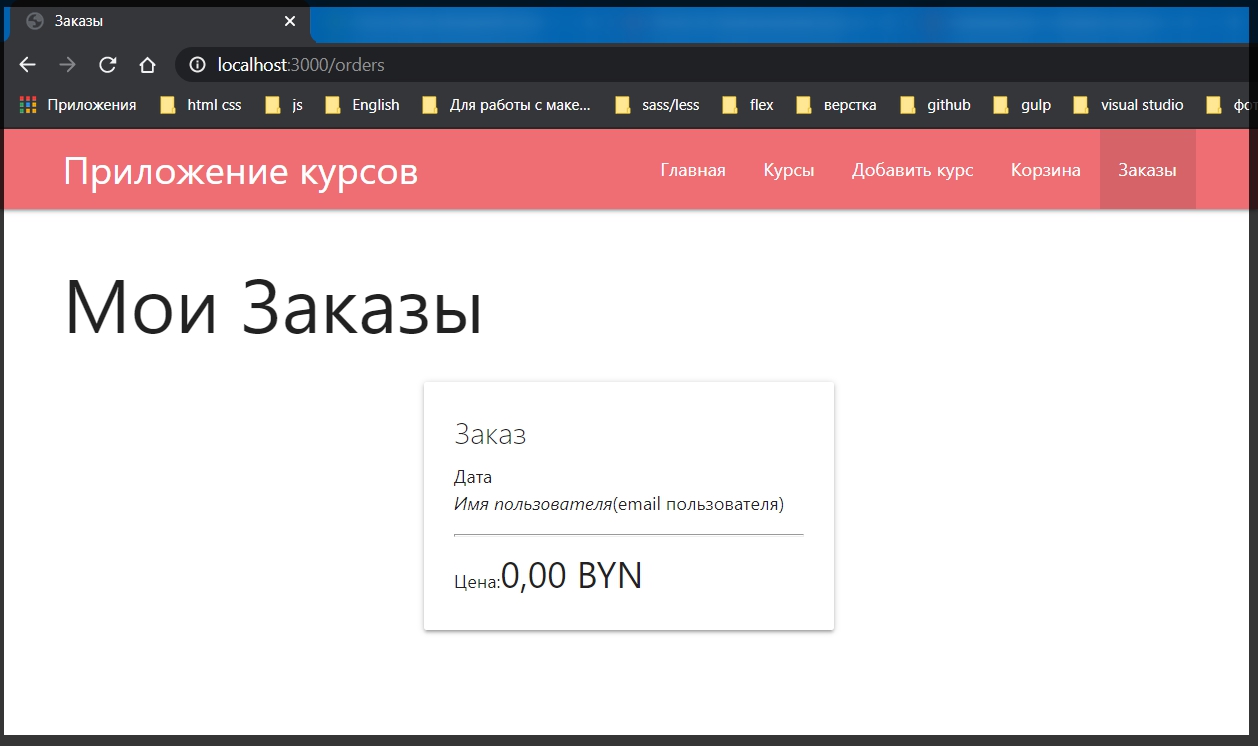 Заказы
localhost:3000/orders
Приложения html css js English Для работы с маке... sass/less flex верстка github gulp visual studio
Приложение курсов Главная Курсы Добавить курс Корзина Заказы
Мои Заказы
Заказ
Дата
Имя пользователя(email пользователя)
Цена:0,00 BYN